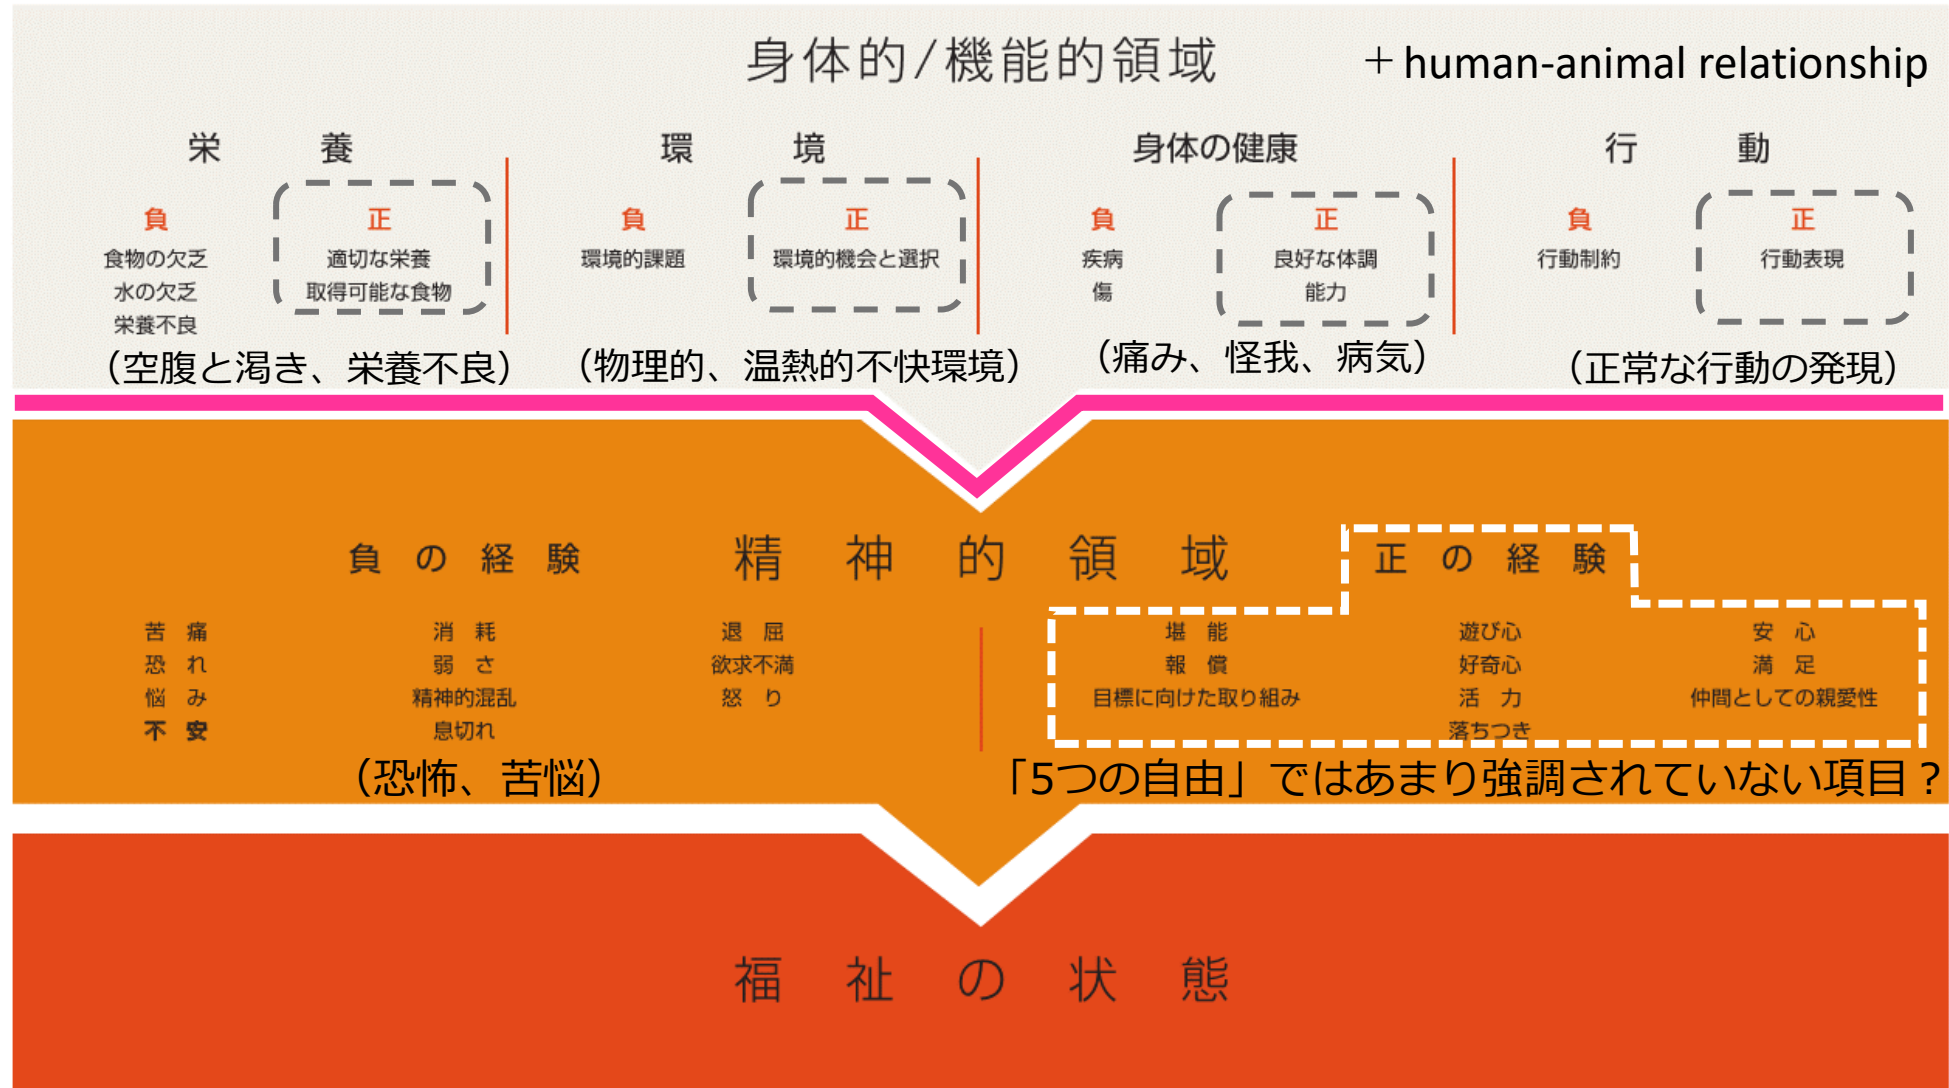 身体的/機能的領域
＋human-animal relationship
栄養
負
食物の欠乏
水の欠乏
栄養不良
正
適切な栄養
取得可能な食物
（空腹と渇き、栄養不良）
環境
負
環境的課題
正
環境的機会と選択
（物理的、温熱的不快環境）
身体の健康
負
疾病
傷
正
良好な体調
能力
（痛み、怪我、病気）
行動
負
行動制約
正
行動表現
（正常な行動の発現）
精神的領域
負の経験
苦痛
恐れ
悩み
不安
消耗
弱さ
精神的混乱
息切れ
退屈
欲求不満
怒り
（恐怖、苦悩）
正の経験
堪能
報償
目標に向けた取り組み
遊び心
好奇心
活力
落ちつき
安心
満足
仲間としての親愛性
「5つの自由」ではあまり強調されていない項目？
福祉の状態